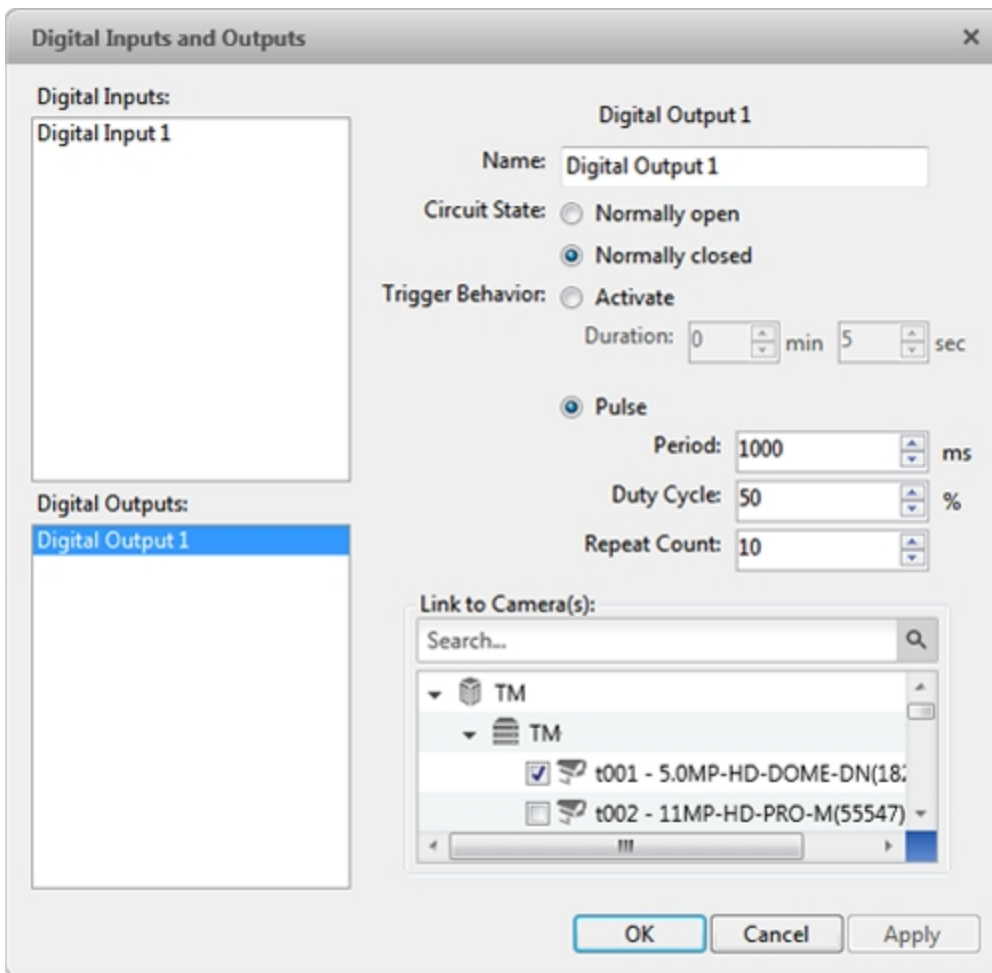 Digital Inputs and Outputs
Digital Inputs:
Digital Input 1
Digital Outputs:
Digital Output 1
Digital Output 1
Name: Digital Output 1
Circuit State: Normally open
Normally closed
Trigger Behavior: Activate
Duration: 0 min 5 sec
Pulse
Period: 1000 ms
Duty Cycle: 50 %
Repeat Count: 10
Link to Camera(s):
Search...
TM
TM
t001 - 5.0MP-HD-DOME-DN(182
t002 - 11MP-HD-PRO-M(55547)
OK Cancel Apply